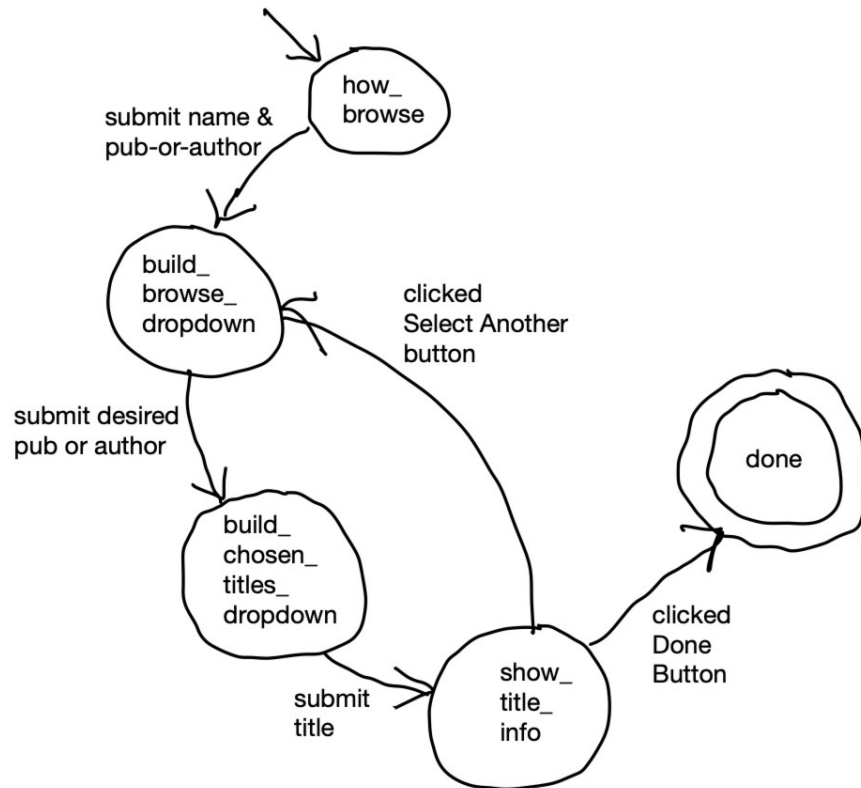 how_
browse
submit name &
pub-or-author
build_
browse_
dropdown
clicked
Select Another
button
submit desired
pub or author
done
build_
chosen_
titles_
dropdown
clicked
Done
Button
show_
title_
info
submit
title